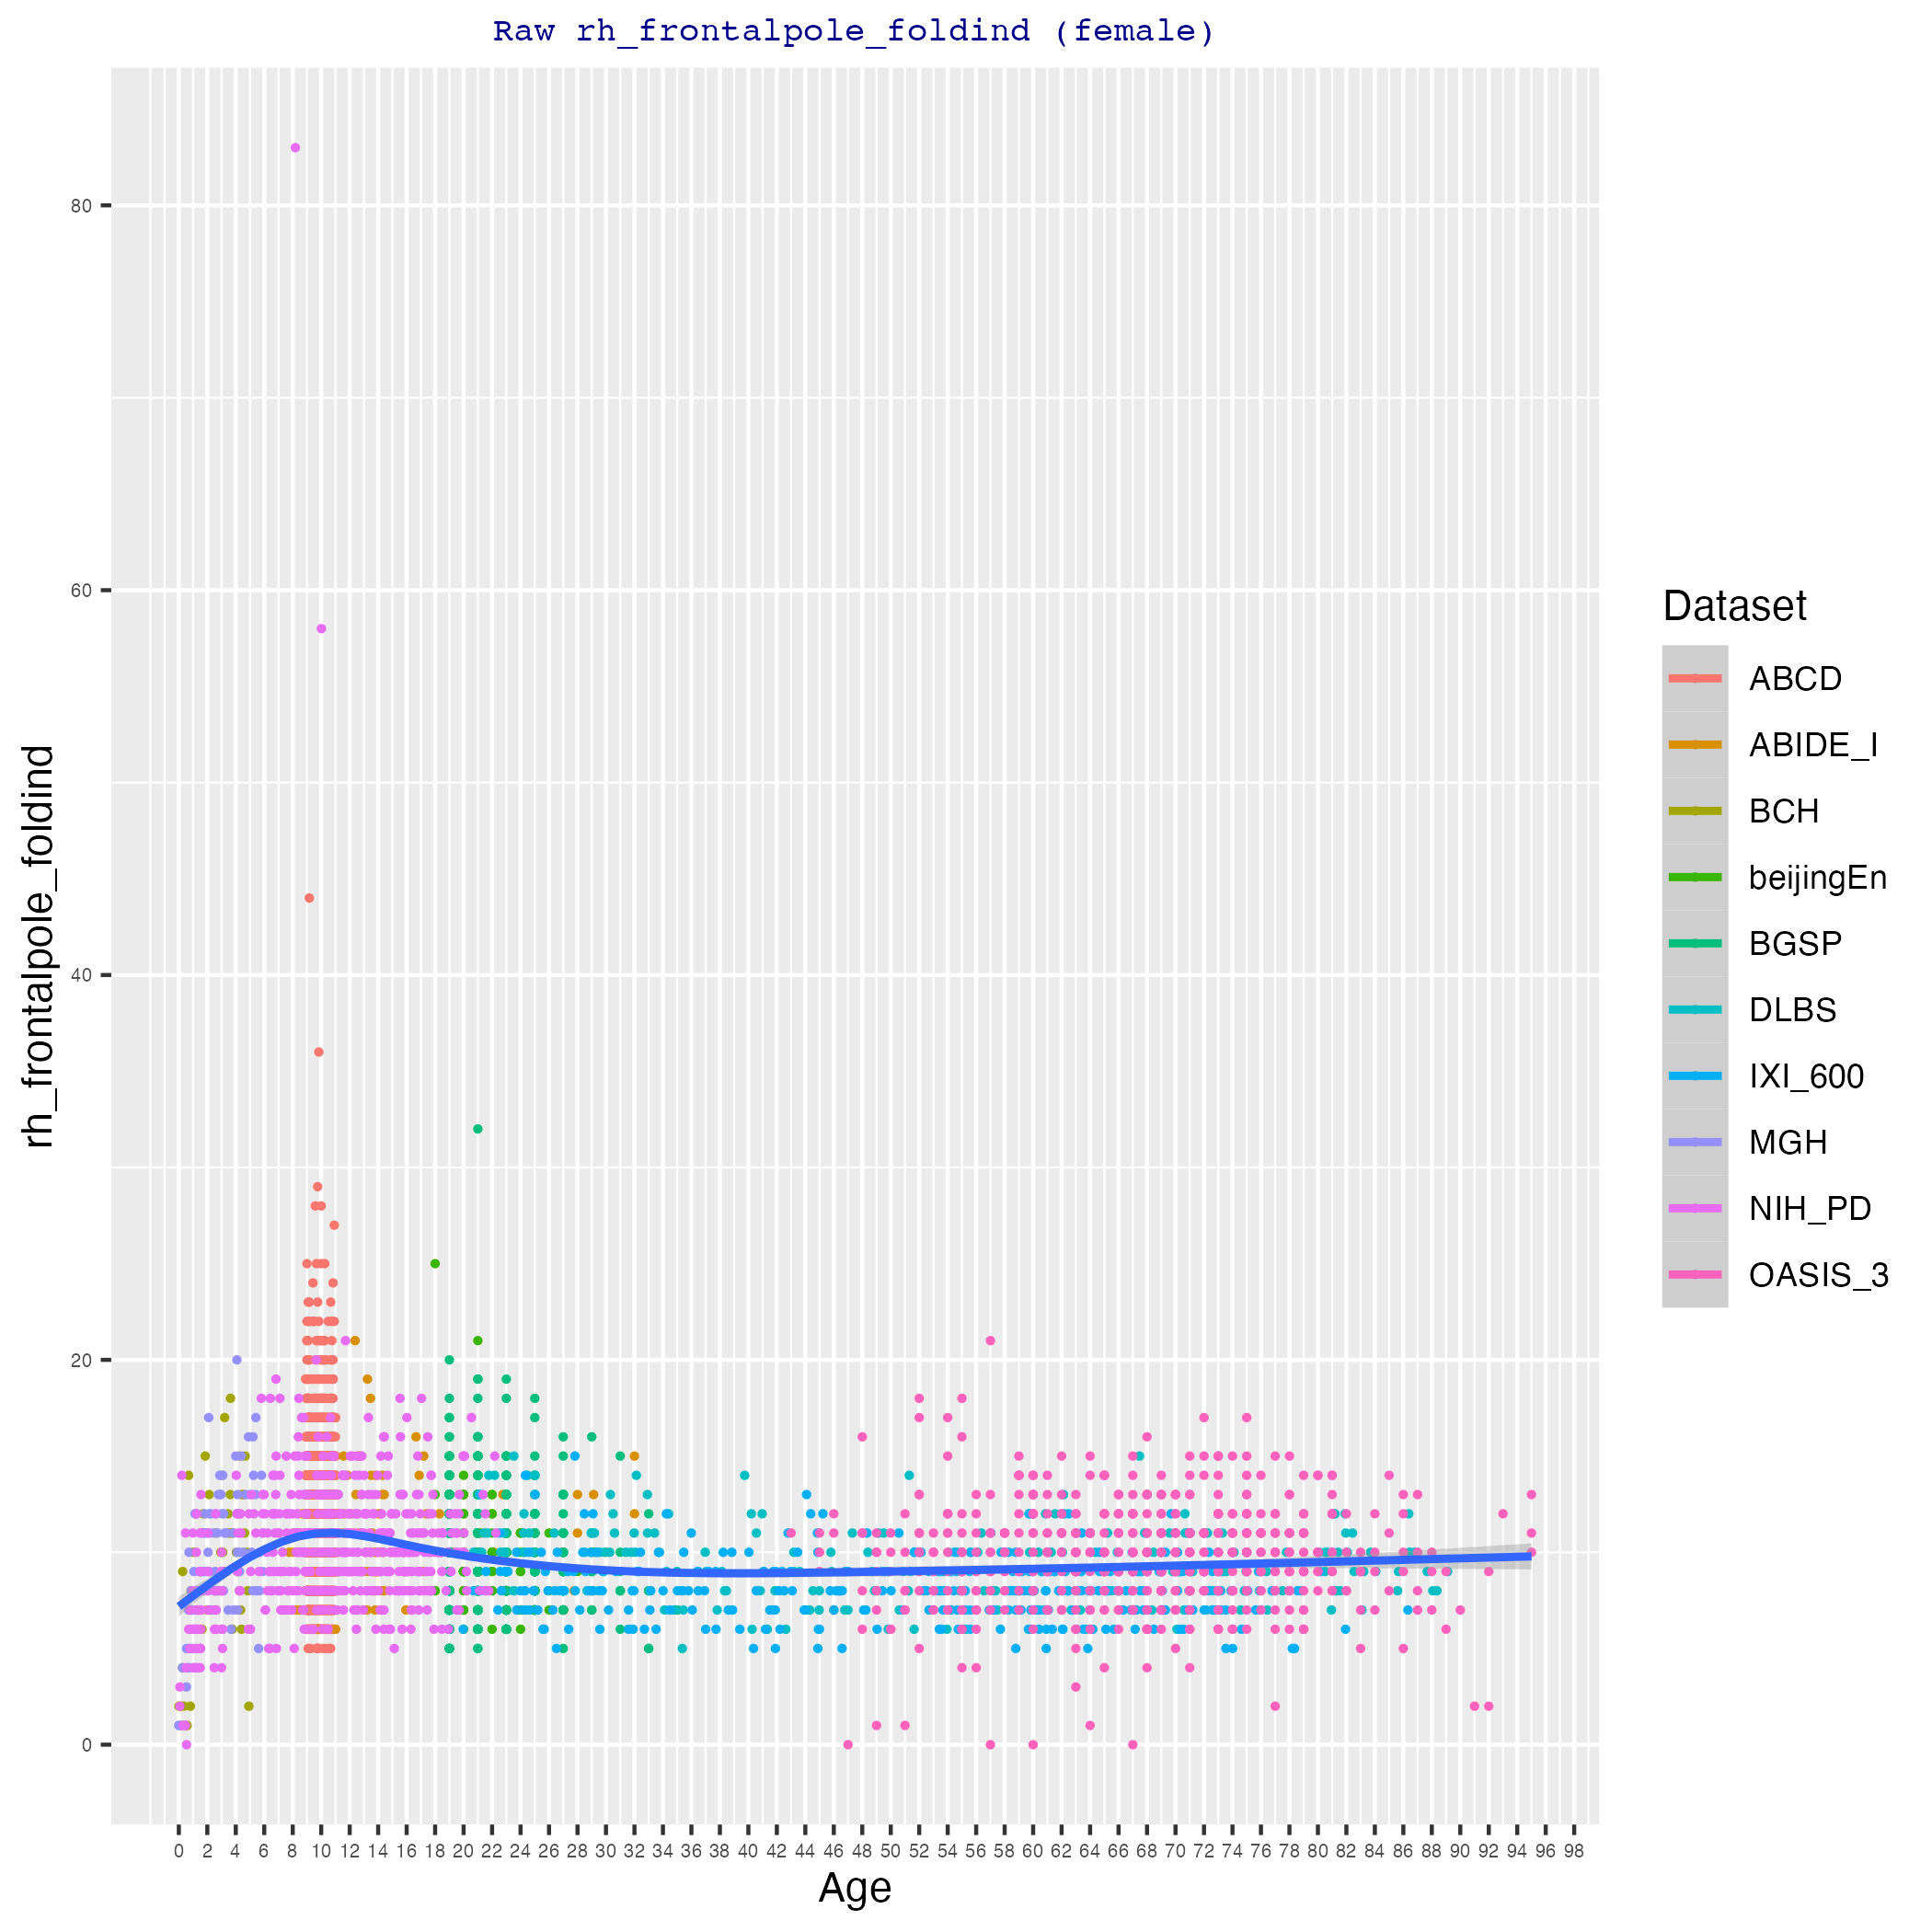 Raw rh_frontalpole_foldind (female)
rh_frontalpole_foldind
80
60
40
20
0
0 2 4 6 8 10 12 14 16 18 20 22 24 26 28 30 32 34 36 38 40 42 44 46 48 50 52 54 56 58 60 62 64 66 68 70 72 74 76 78 80 82 84 86 88 90 92 94 96 98
Age
Dataset
ABCD
ABIDE_I
BCH
beijingEn
BGSP
DLBS
IXI_600
MGH
NIH_PD
OASIS_3